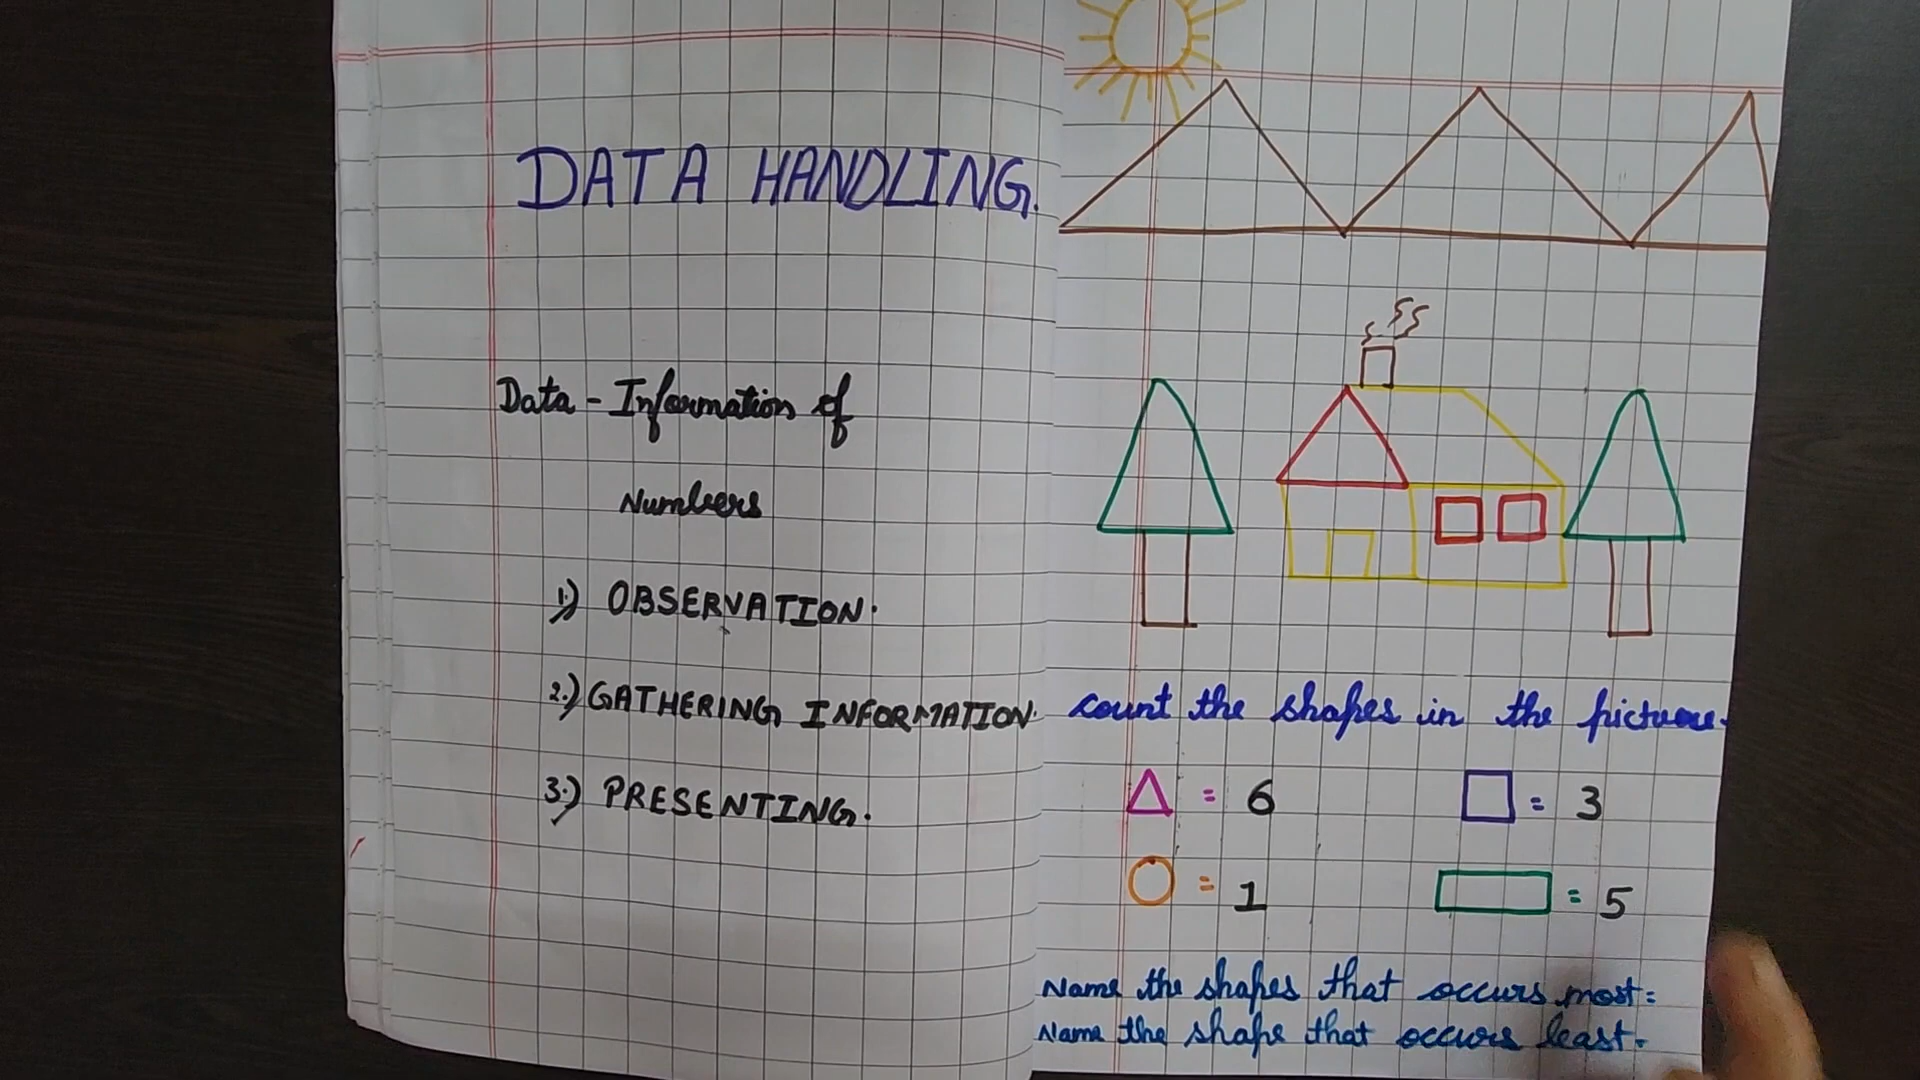 DATA HANDLING.
Data - Information of
Numbers
1.) OBSERVATION.
2.) GATHERING INFORMATION.
3.) PRESENTING.
count the shapes in the picture.
△ = 6 □ = 3
○ = 1 ▭ = 5
Name the shapes that occurs most:
Name the shape that occurs least.